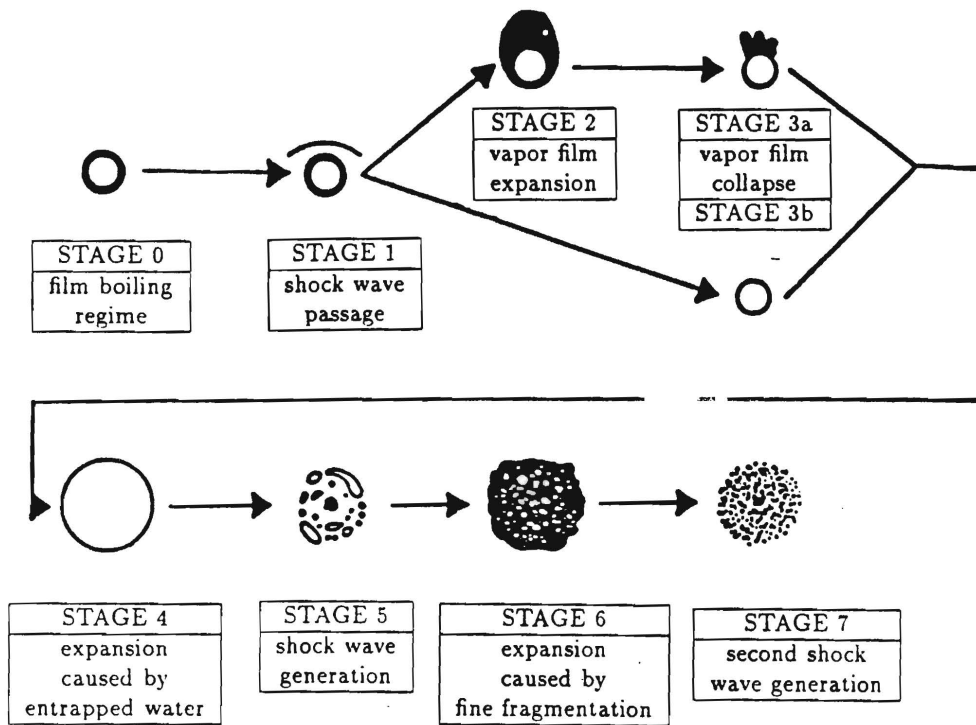 STAGE 2
vapor film
expansion
STAGE 3a
vapor film
collapse
STAGE 3b
STAGE 0
film boiling
regime
STAGE 1
shock wave
passage
STAGE 4
expansion
caused by
entrapped water
STAGE 5
shock wave
generation
STAGE 6
expansion
caused by
fine fragmentation
STAGE 7
second shock
wave generation